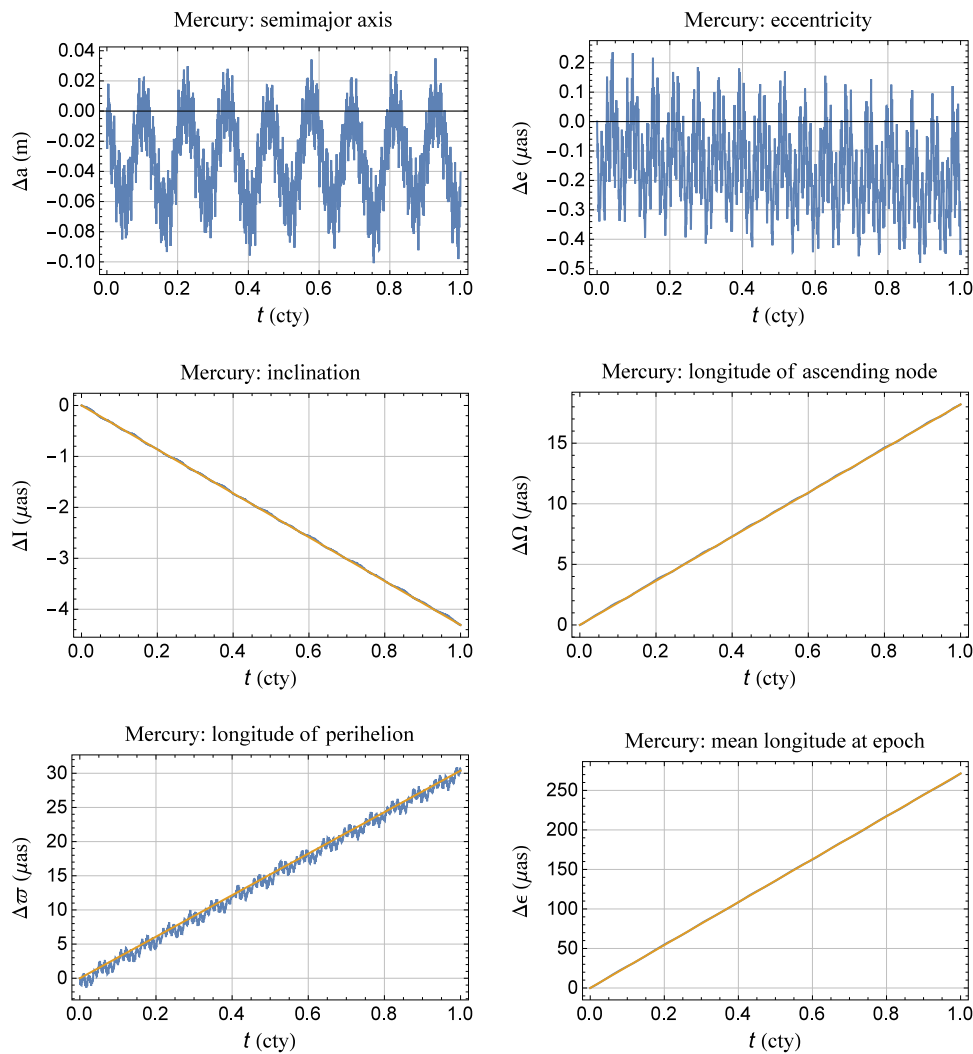 Mercury: semimajor axis
Δa (m)
0.04
0.02
0.00
−0.02
−0.04
−0.06
−0.08
−0.10
0.0 0.2 0.4 0.6 0.8 1.0
t (cty)
Mercury: eccentricity
Δe (μas)
0.2
0.1
0.0
−0.1
−0.2
−0.3
−0.4
−0.5
0.0 0.2 0.4 0.6 0.8 1.0
t (cty)
Mercury: inclination
ΔI (μas)
0
−1
−2
−3
−4
0.0 0.2 0.4 0.6 0.8 1.0
t (cty)
Mercury: longitude of ascending node
ΔΩ (μas)
15
10
5
0
0.0 0.2 0.4 0.6 0.8 1.0
t (cty)
Mercury: longitude of perihelion
Δϖ (μas)
30
25
20
15
10
5
0
0.0 0.2 0.4 0.6 0.8 1.0
t (cty)
Mercury: mean longitude at epoch
Δϵ (μas)
250
200
150
100
50
0
0.0 0.2 0.4 0.6 0.8 1.0
t (cty)